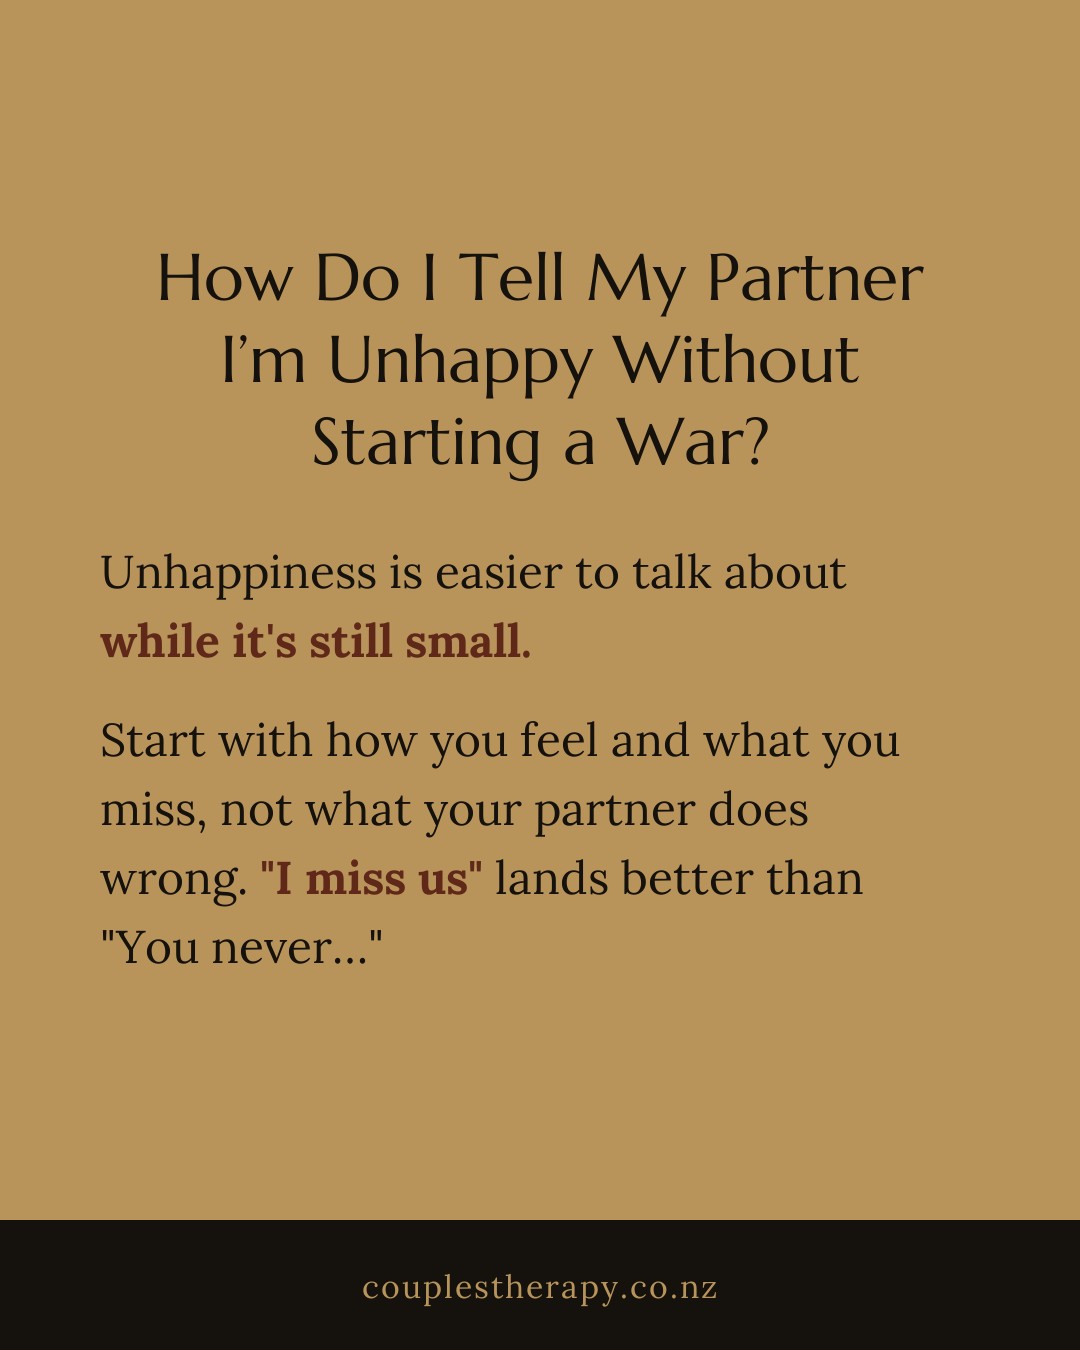 How Do I Tell My Partner
I’m Unhappy Without
Starting a War?
Unhappiness is easier to talk about
while it's still small.
Start with how you feel and what you
miss, not what your partner does
wrong. "I miss us" lands better than
"You never..."
couplestherapy.co.nz